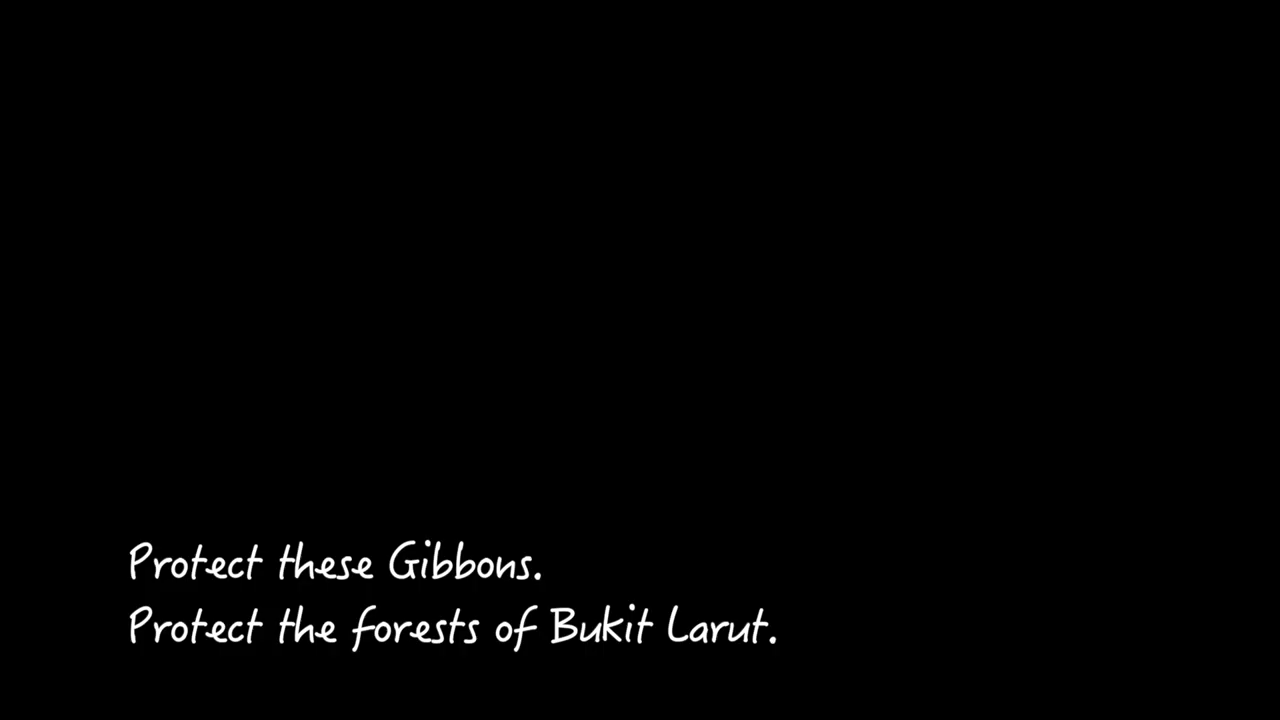 Protect these Gibbons.
Protect the forests of Bukit Larut.